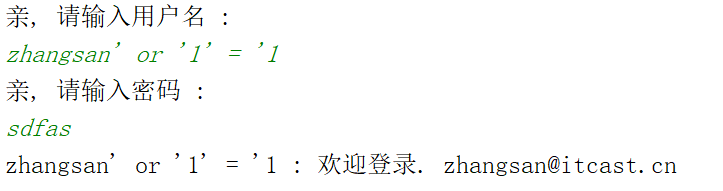 亲, 请输入用户名 :
zhangsan' or '1' = '1
亲, 请输入密码 :
sdfas
zhangsan' or '1' = '1 : 欢迎登录. zhangsan@itcast.cn